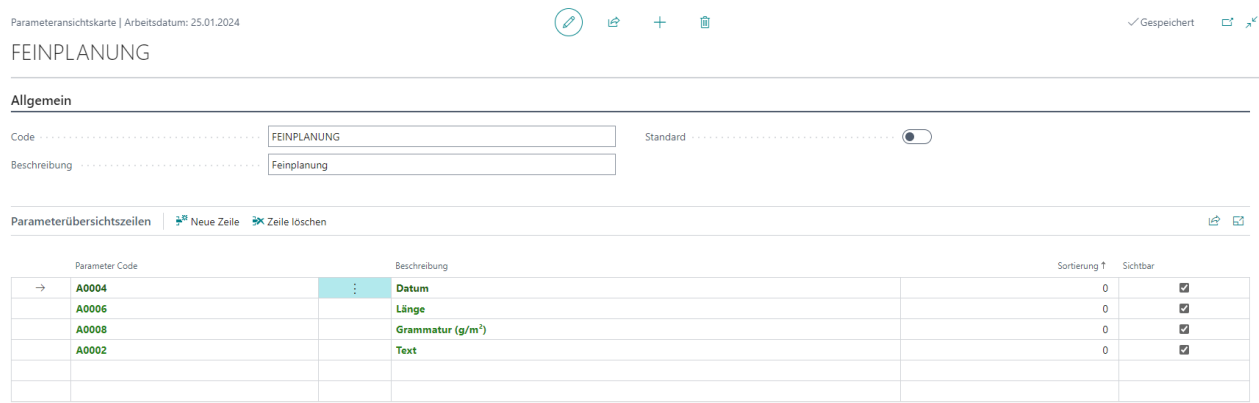 Parameteransichtskarte | Arbeitsdatum: 25.01.2024
Gespeichert
FEINPLANUNG
Allgemein
Code FEINPLANUNG Standard
Beschreibung Feinplanung
Parameterübersichtszeilen Neue Zeile Zeile löschen
Parameter Code Beschreibung Sortierung ↑ Sichtbar
→ A0004 Datum 0
A0006 Länge 0
A0008 Grammatur (g/m²) 0
A0002 Text 0